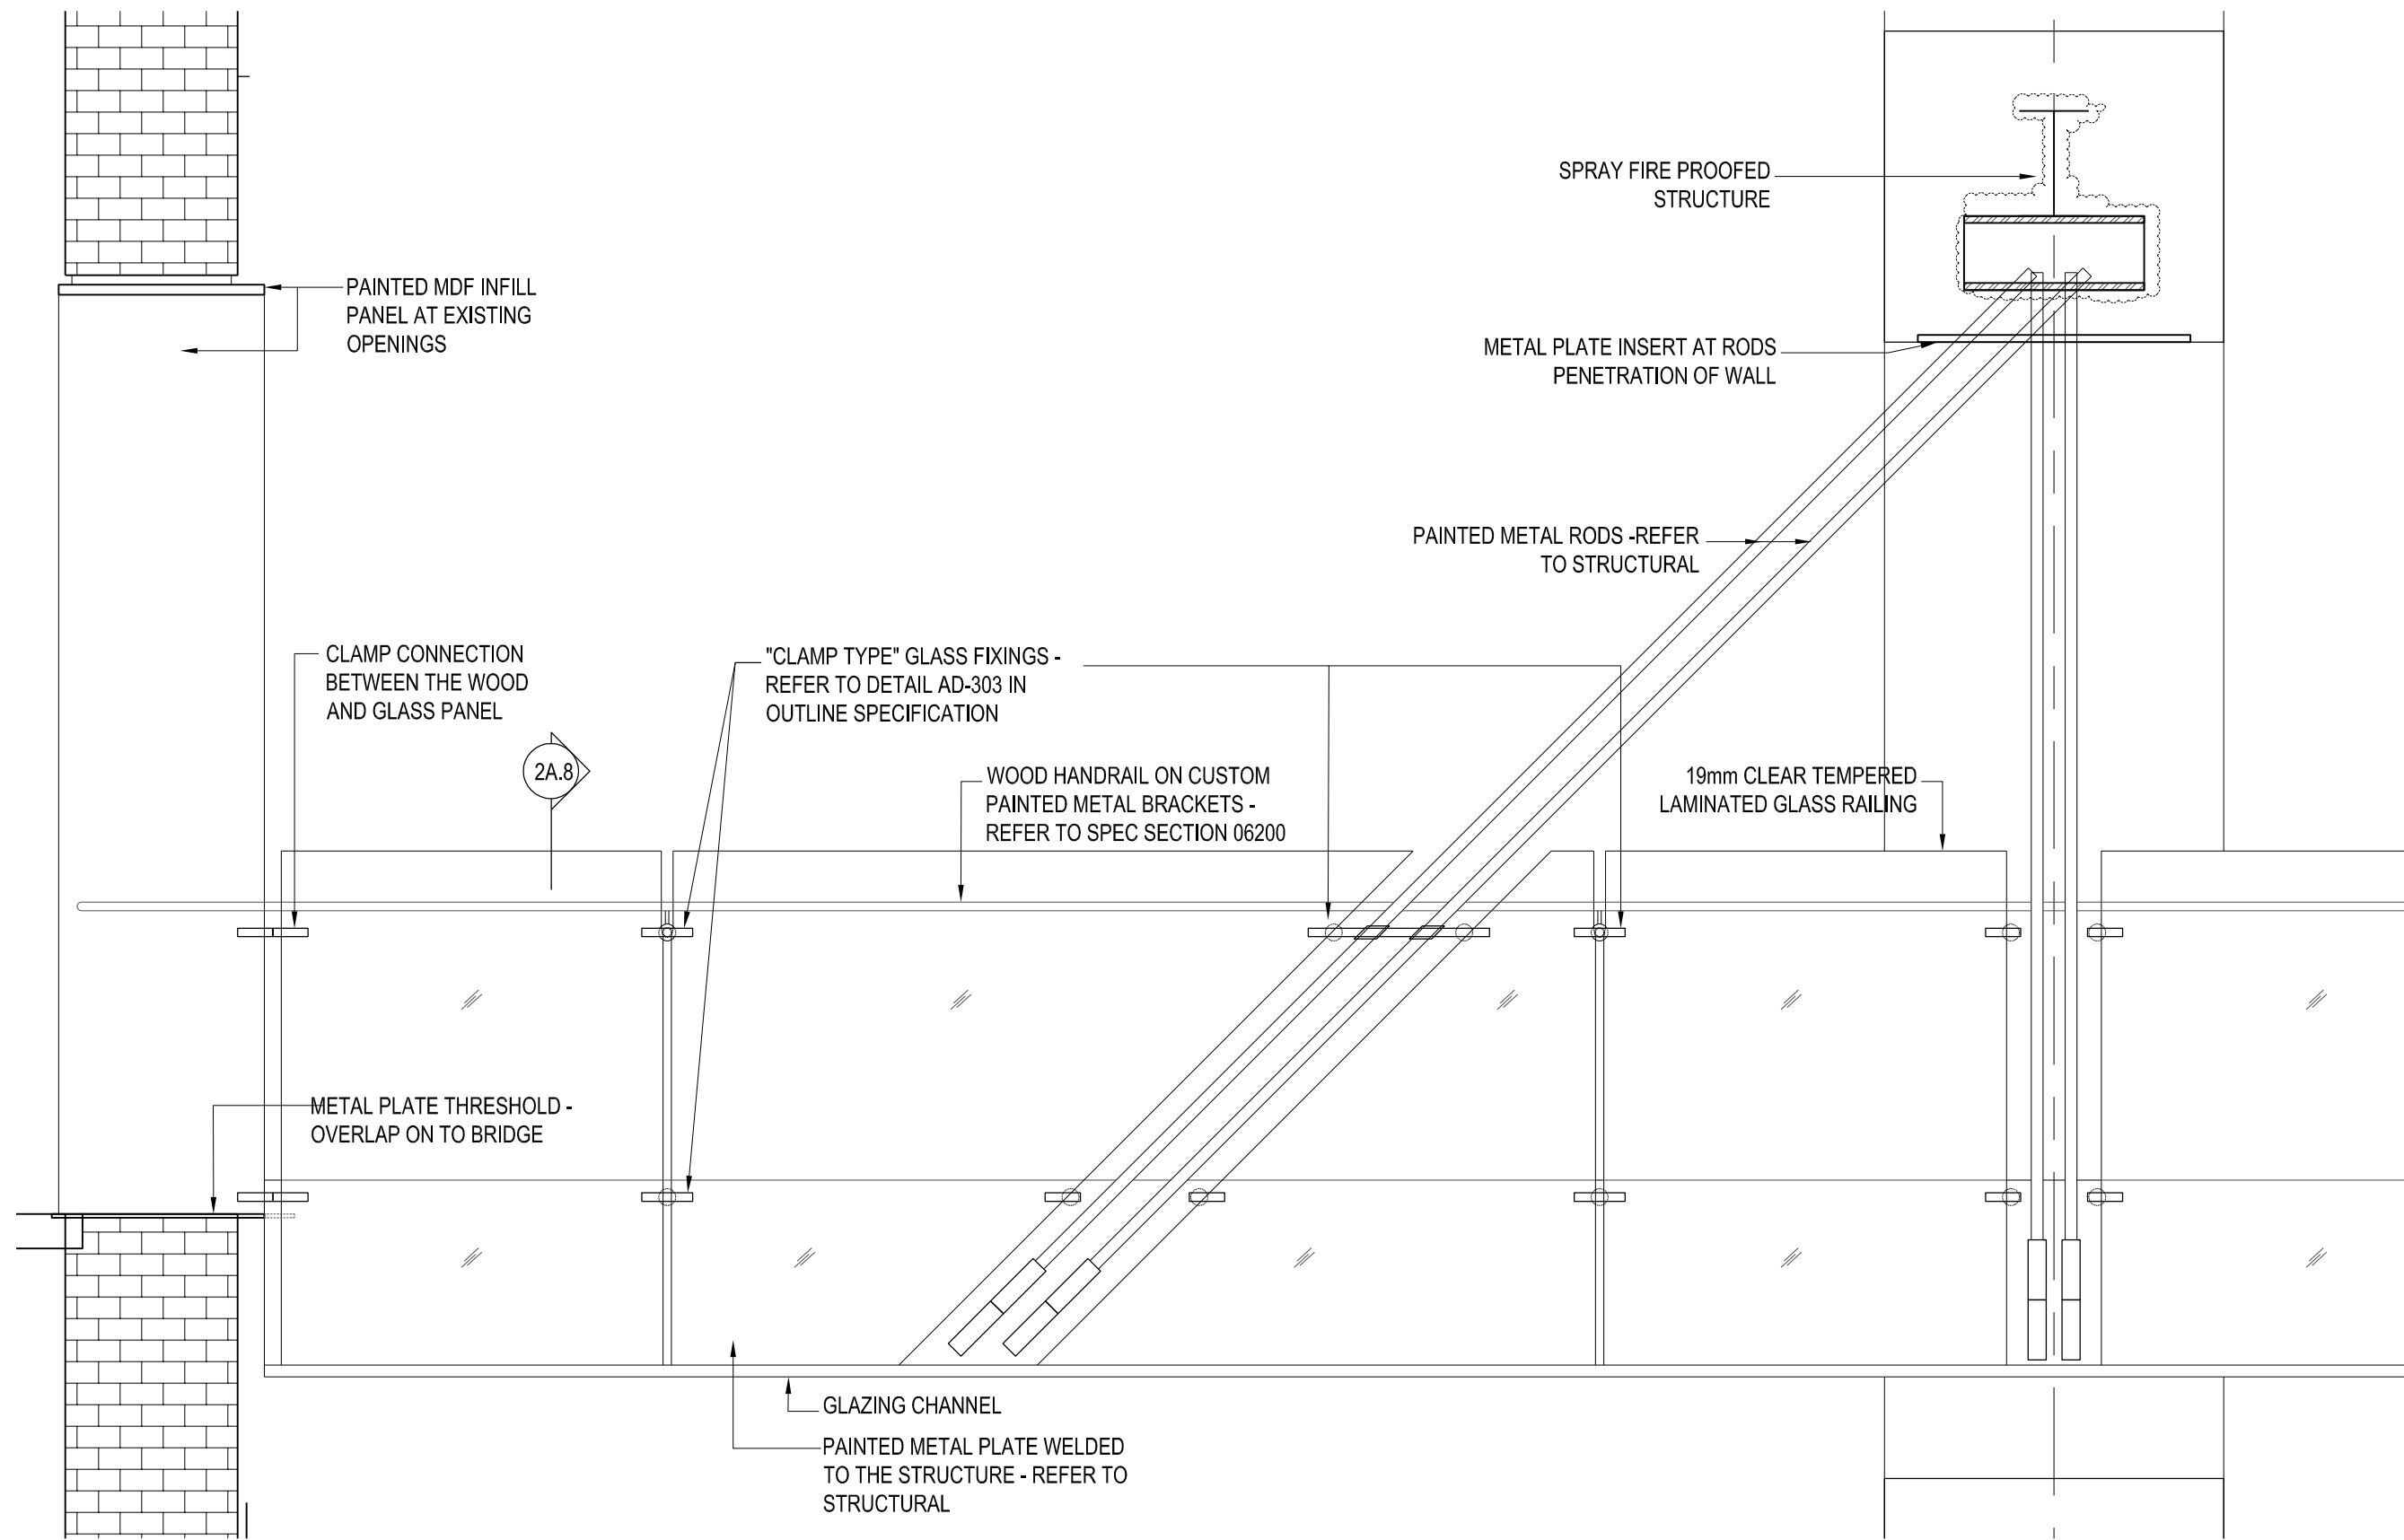 SPRAY FIRE PROOFED
STRUCTURE
PAINTED MDF INFILL
PANEL AT EXISTING
OPENINGS
METAL PLATE INSERT AT RODS
PENETRATION OF WALL
PAINTED METAL RODS -REFER
TO STRUCTURAL
CLAMP CONNECTION
BETWEEN THE WOOD
AND GLASS PANEL
"CLAMP TYPE" GLASS FIXINGS -
REFER TO DETAIL AD-303 IN
OUTLINE SPECIFICATION
2A.8
WOOD HANDRAIL ON CUSTOM
PAINTED METAL BRACKETS -
REFER TO SPEC SECTION 06200
19mm CLEAR TEMPERED
LAMINATED GLASS RAILING
METAL PLATE THRESHOLD -
OVERLAP ON TO BRIDGE
GLAZING CHANNEL
PAINTED METAL PLATE WELDED
TO THE STRUCTURE - REFER TO
STRUCTURAL